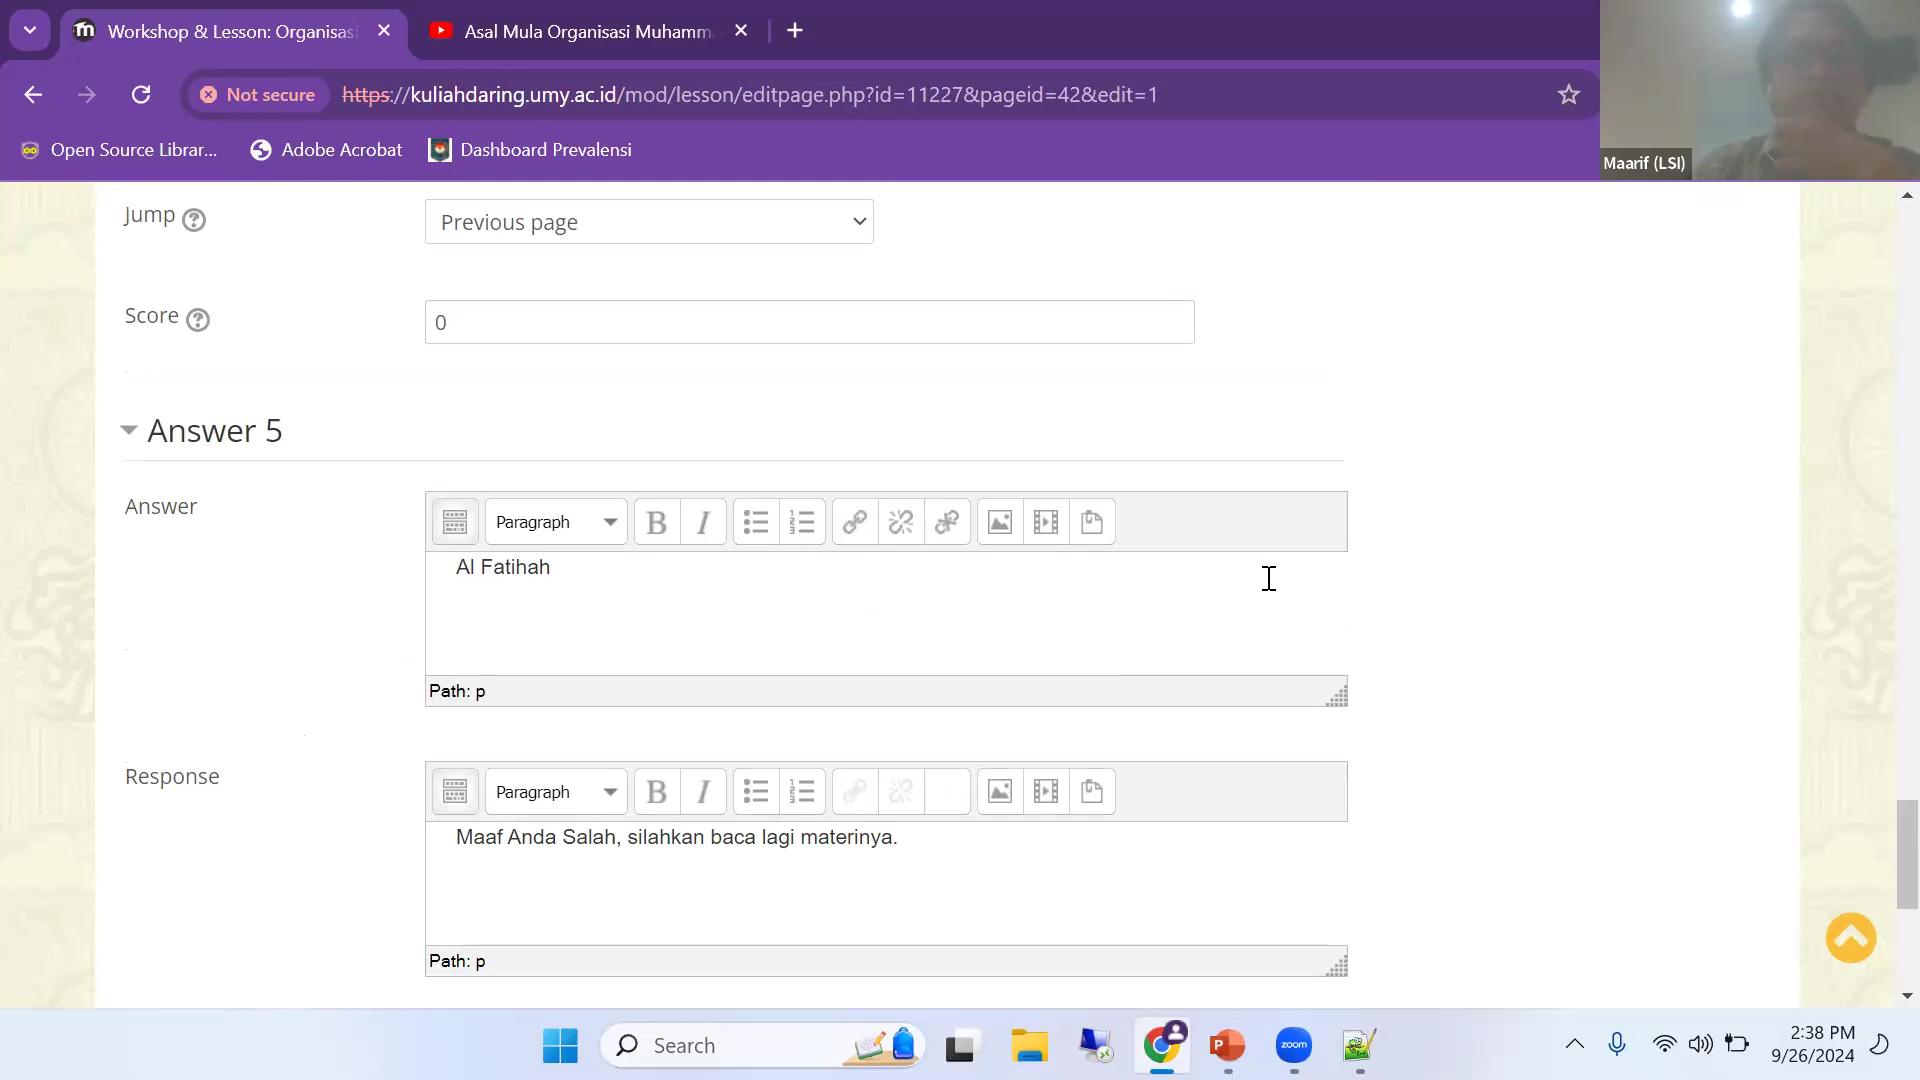 Workshop & Lesson: Organisasi
Asal Mula Organisasi Muhamm
Not secure
https://kuliahdaring.umy.ac.id/mod/lesson/editpage.php?id=11227&pageid=42&edit=1
Open Source Librar...
Adobe Acrobat
Dashboard Prevalensi
Maarif (LSI)
Jump
Previous page
Score
0
Answer 5
Answer
Paragraph
B
I
Al Fatihah
Path: p
Response
Paragraph
B
I
Maaf Anda Salah, silahkan baca lagi materinya.
Path: p
Search
zoom
2:38 PM
9/26/2024